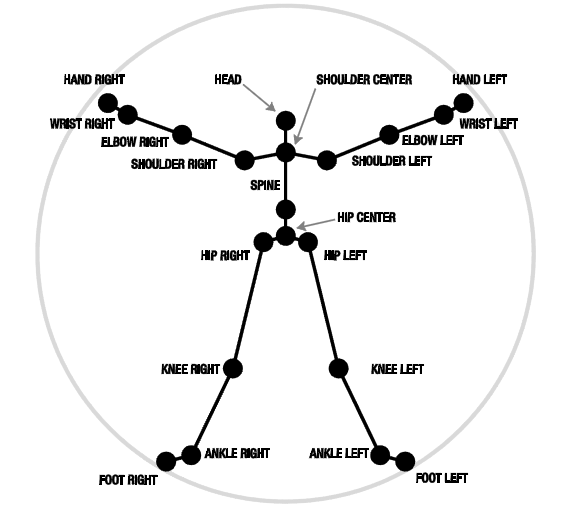 HAND RIGHT
HEAD
SHOULDER CENTER
HAND LEFT
WRIST RIGHT
WRIST LEFT
ELBOW RIGHT
ELBOW LEFT
SHOULDER RIGHT
SHOULDER LEFT
SPINE
HIP CENTER
HIP RIGHT
HIP LEFT
KNEE RIGHT
KNEE LEFT
ANKLE RIGHT
ANKLE LEFT
FOOT RIGHT
FOOT LEFT